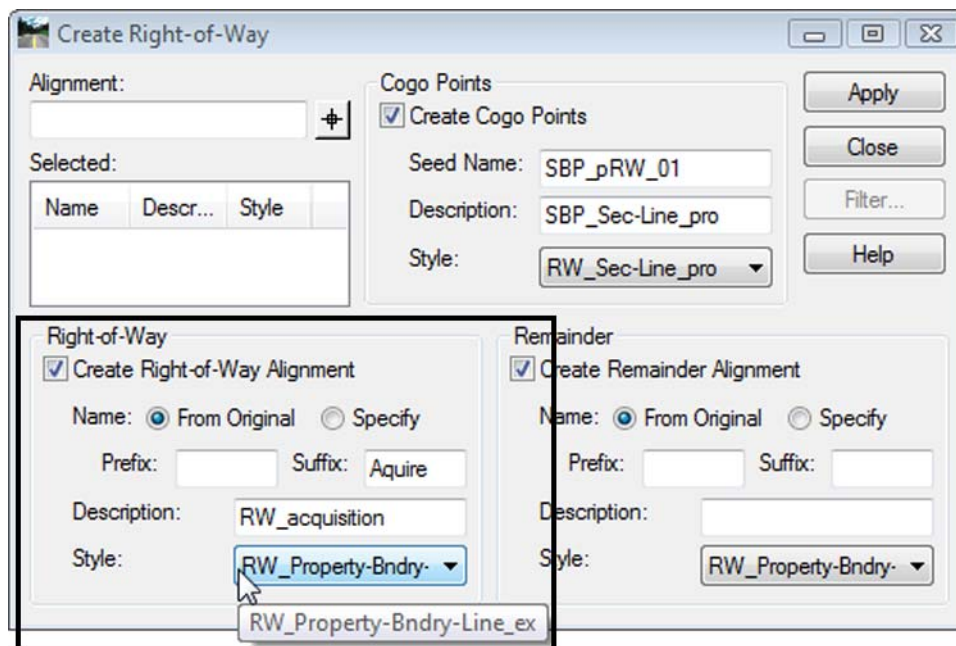 Create Right-of-Way
Alignment:
Selected:
Name Descr... Style
Cogo Points
Create Cogo Points
Seed Name: SBP_pRW_01
Description: SBP_Sec-Line_pro
Style: RW_Sec-Line_pro
Apply
Close
Filter...
Help
Right-of-Way
Create Right-of-Way Alignment
Name: From Original Specify
Prefix: Suffix: Aquire
Description: RW_acquisition
Style: RW_Property-Bndry-
RW_Property-Bndry-Line_ex
Remainder
Create Remainder Alignment
Name: From Original Specify
Prefix: Suffix:
Description:
Style: RW_Property-Bndry-